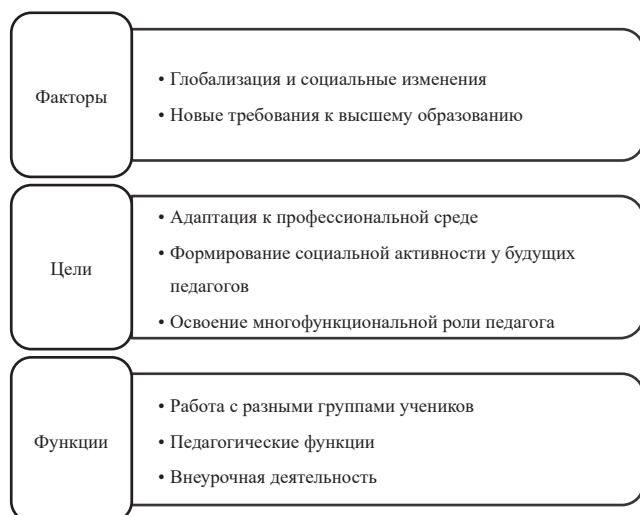 Факторы
• Глобализация и социальные изменения
• Новые требования к высшему образованию
Цели
• Адаптация к профессиональной среде
• Формирование социальной активности у будущих
педагогов
• Освоение многофункциональной роли педагога
Функции
• Работа с разными группами учеников
• Педагогические функции
• Внеурочная деятельность